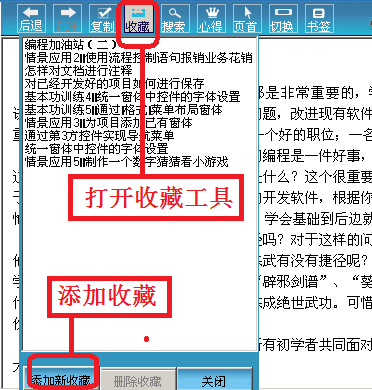 后退 复制 收藏 搜索 心得 页首 切换 书签
编程加油站(二)
情景应用2‖使用流程控制语句报销业务花销
怎样对文档进行注释
对已经开发好的项目如何进行保存
基本功训练4‖统一窗体中控件的字体设置
基本功训练5‖通过‖格式‖菜单布局窗体
情景应用3‖为项目添加已有窗体
通过第3方控件实现导航菜单
统一窗体中控件的字体设置
情景应用5‖制作一个数字猜猜看小游戏
是非常重要的,学
问题,改进现有软件
一个好的职位;一名
编程是一件好事,
什么?这个很重要
的开发软件,根据你
学会基础到后边就
径吗?对于这样的问
武有没有捷径呢?
“辟邪剑谱”、“葵
成绝世武功。可惜
有初学者共同面对
打开收藏工具
添加收藏
添加新收藏 删除收藏 关闭